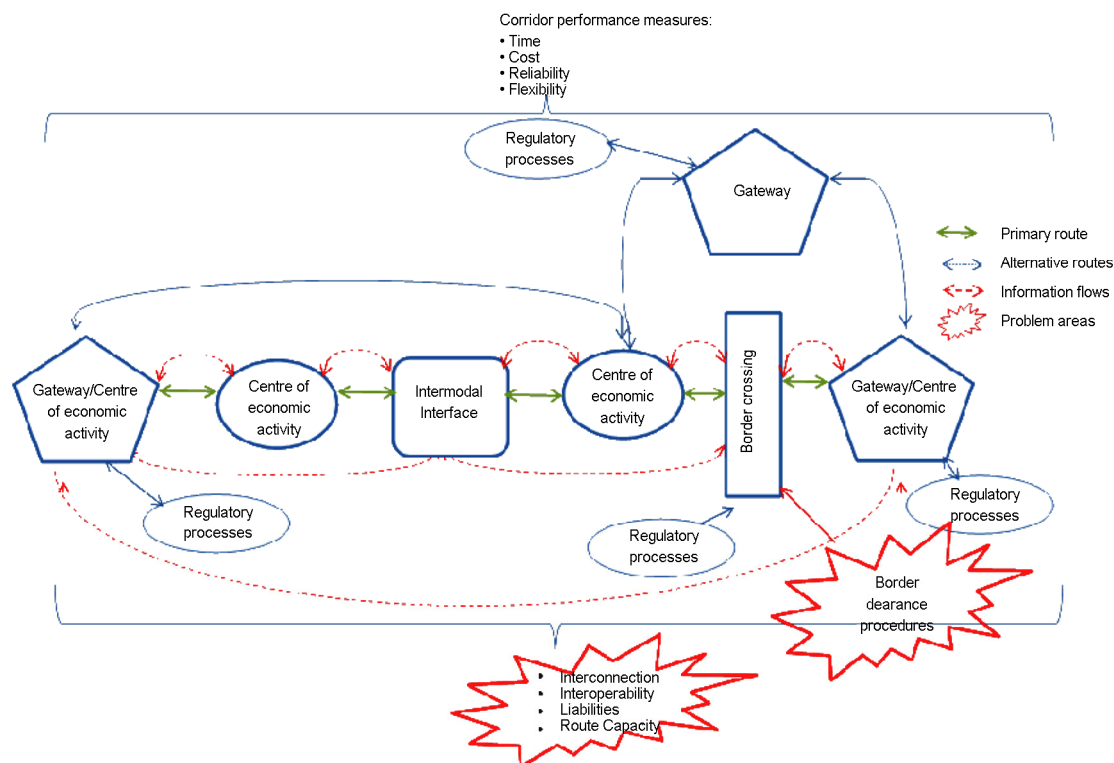 Corridor performance measures:
• Time
• Cost
• Reliability
• Flexibility
Regulatory
processes
Gateway
Primary route
Alternative routes
Information flows
Problem areas
Gateway/Centre
of economic
activity
Centre of
economic
activity
Intermodal
Interface
Centre of
economic
activity
Border crossing
Gateway/Centre
of economic
activity
Regulatory
processes
Regulatory
processes
Regulatory
processes
Border
dearance
procedures
• Interconnection
• Interoperability
• Liabilities
• Route Capacity